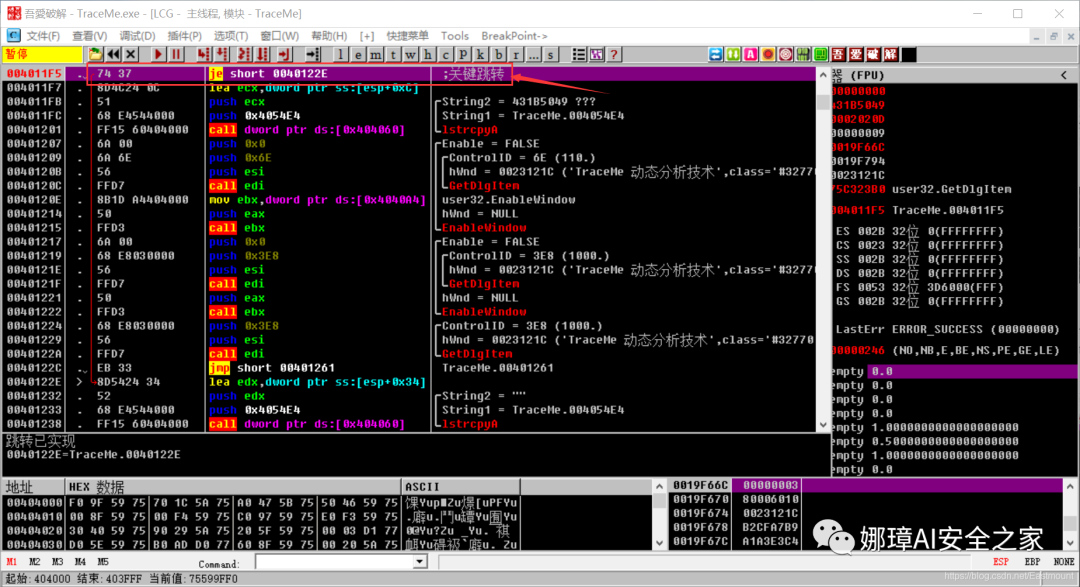 吾愛破解 - TraceMe.exe - [LCG - 主线程, 模块 - TraceMe]
文件(F) 查看(V) 调试(D) 插件(P) 选项(T) 窗口(W) 帮助(H) [+] 快捷菜单 Tools BreakPoint->
暂停 l e m t w h c p k b r ... s ? 吾 爱 破 解
004011F5 . 74 37 je short 0040122E ;关键跳转
004011F7 . 8D4C24 0C lea ecx,dword ptr ss:[esp+0xC]
004011FB . 51 push ecx String2 = 431B5049 ???
004011FC . 68 E4544000 push 0x4054E4 String1 = TraceMe.004054E4
00401201 . FF15 60404000 call dword ptr ds:[0x404060] lstrcpyA
00401207 . 6A 00 push 0x0 Enable = FALSE
00401209 . 6A 6E push 0x6E ControlID = 6E (110.)
0040120B . 56 push esi hWnd = 0023121C ('TraceMe 动态分析技术',class='#3277
0040120C . FFD7 call edi GetDlgItem
0040120E . 8B1D A4404000 mov ebx,dword ptr ds:[0x4040A4] user32.EnableWindow
00401214 . 50 push eax hWnd = NULL
00401215 . FFD3 call ebx EnableWindow
00401217 . 6A 00 push 0x0 Enable = FALSE
00401219 . 68 E8030000 push 0x3E8 ControlID = 3E8 (1000.)
0040121E . 56 push esi hWnd = 0023121C ('TraceMe 动态分析技术',class='#3277
0040121F . FFD7 call edi GetDlgItem
00401221 . 50 push eax hWnd = NULL
00401222 . FFD3 call ebx EnableWindow
00401224 . 68 E8030000 push 0x3E8 ControlID = 3E8 (1000.)
00401229 . 56 push esi hWnd = 0023121C ('TraceMe 动态分析技术',class='#32770
0040122A . FFD7 call edi GetDlgItem
0040122C . EB 33 jmp short 00401261 TraceMe.00401261
0040122E > 8D5424 34 lea edx,dword ptr ss:[esp+0x34]
00401232 . 52 push edx String2 = ""
00401233 . 68 E4544000 push 0x4054E4 String1 = TraceMe.004054E4
00401238 . FF15 60404000 call dword ptr ds:[0x404060] lstrcpyA
(FPU) <
00000000
431B5049
0002020D
00000009
0019F66C
0019F794
0023121C
75C323B0 user32.GetDlgItem
004011F5 TraceMe.004011F5
ES 002B 32位 0(FFFFFFFF)
CS 0023 32位 0(FFFFFFFF)
SS 002B 32位 0(FFFFFFFF)
DS 002B 32位 0(FFFFFFFF)
FS 0053 32位 3D6000(FFF)
GS 002B 32位 0(FFFFFFFF)
LastErr ERROR_SUCCESS (00000000)
00000246 (NO,NB,E,BE,NS,PE,GE,LE)
empty 0.0
empty 0.0
empty 0.0
empty 0.0
empty 1.0000000000000000000
empty 0.5000000000000000000
empty 1.0000000000000000000
empty 0.0
跳转已实现
0040122E=TraceMe.0040122E
地址 HEX 数据 ASCII
00404000 F0 9F 59 75 70 1C 5A 75 A0 47 5B 75 50 46 59 75
00404010 00 8F 59 75 00 F4 59 75 C0 97 59 75 E0 F3 59 75
00404020 30 40 59 75 90 29 5A 75 20 5F 59 75 00 03 D1 77
00404030 D0 5E 59 75 B0 AD D0 77 60 8F 59 75 00 20 5A 75
0019F66C 00000003
0019F670 80006010
0019F674 0023121C
0019F678 B2CFA7B9
0019F67C A1A3E3C4
娜璋AI安全之家
M1 M2 M3 M4 M5 Command: ESP EBP NONE
起始: 404000 结束: 403FFF 当前值: 75599FF0
https://blog.csdn.net/Eastmount